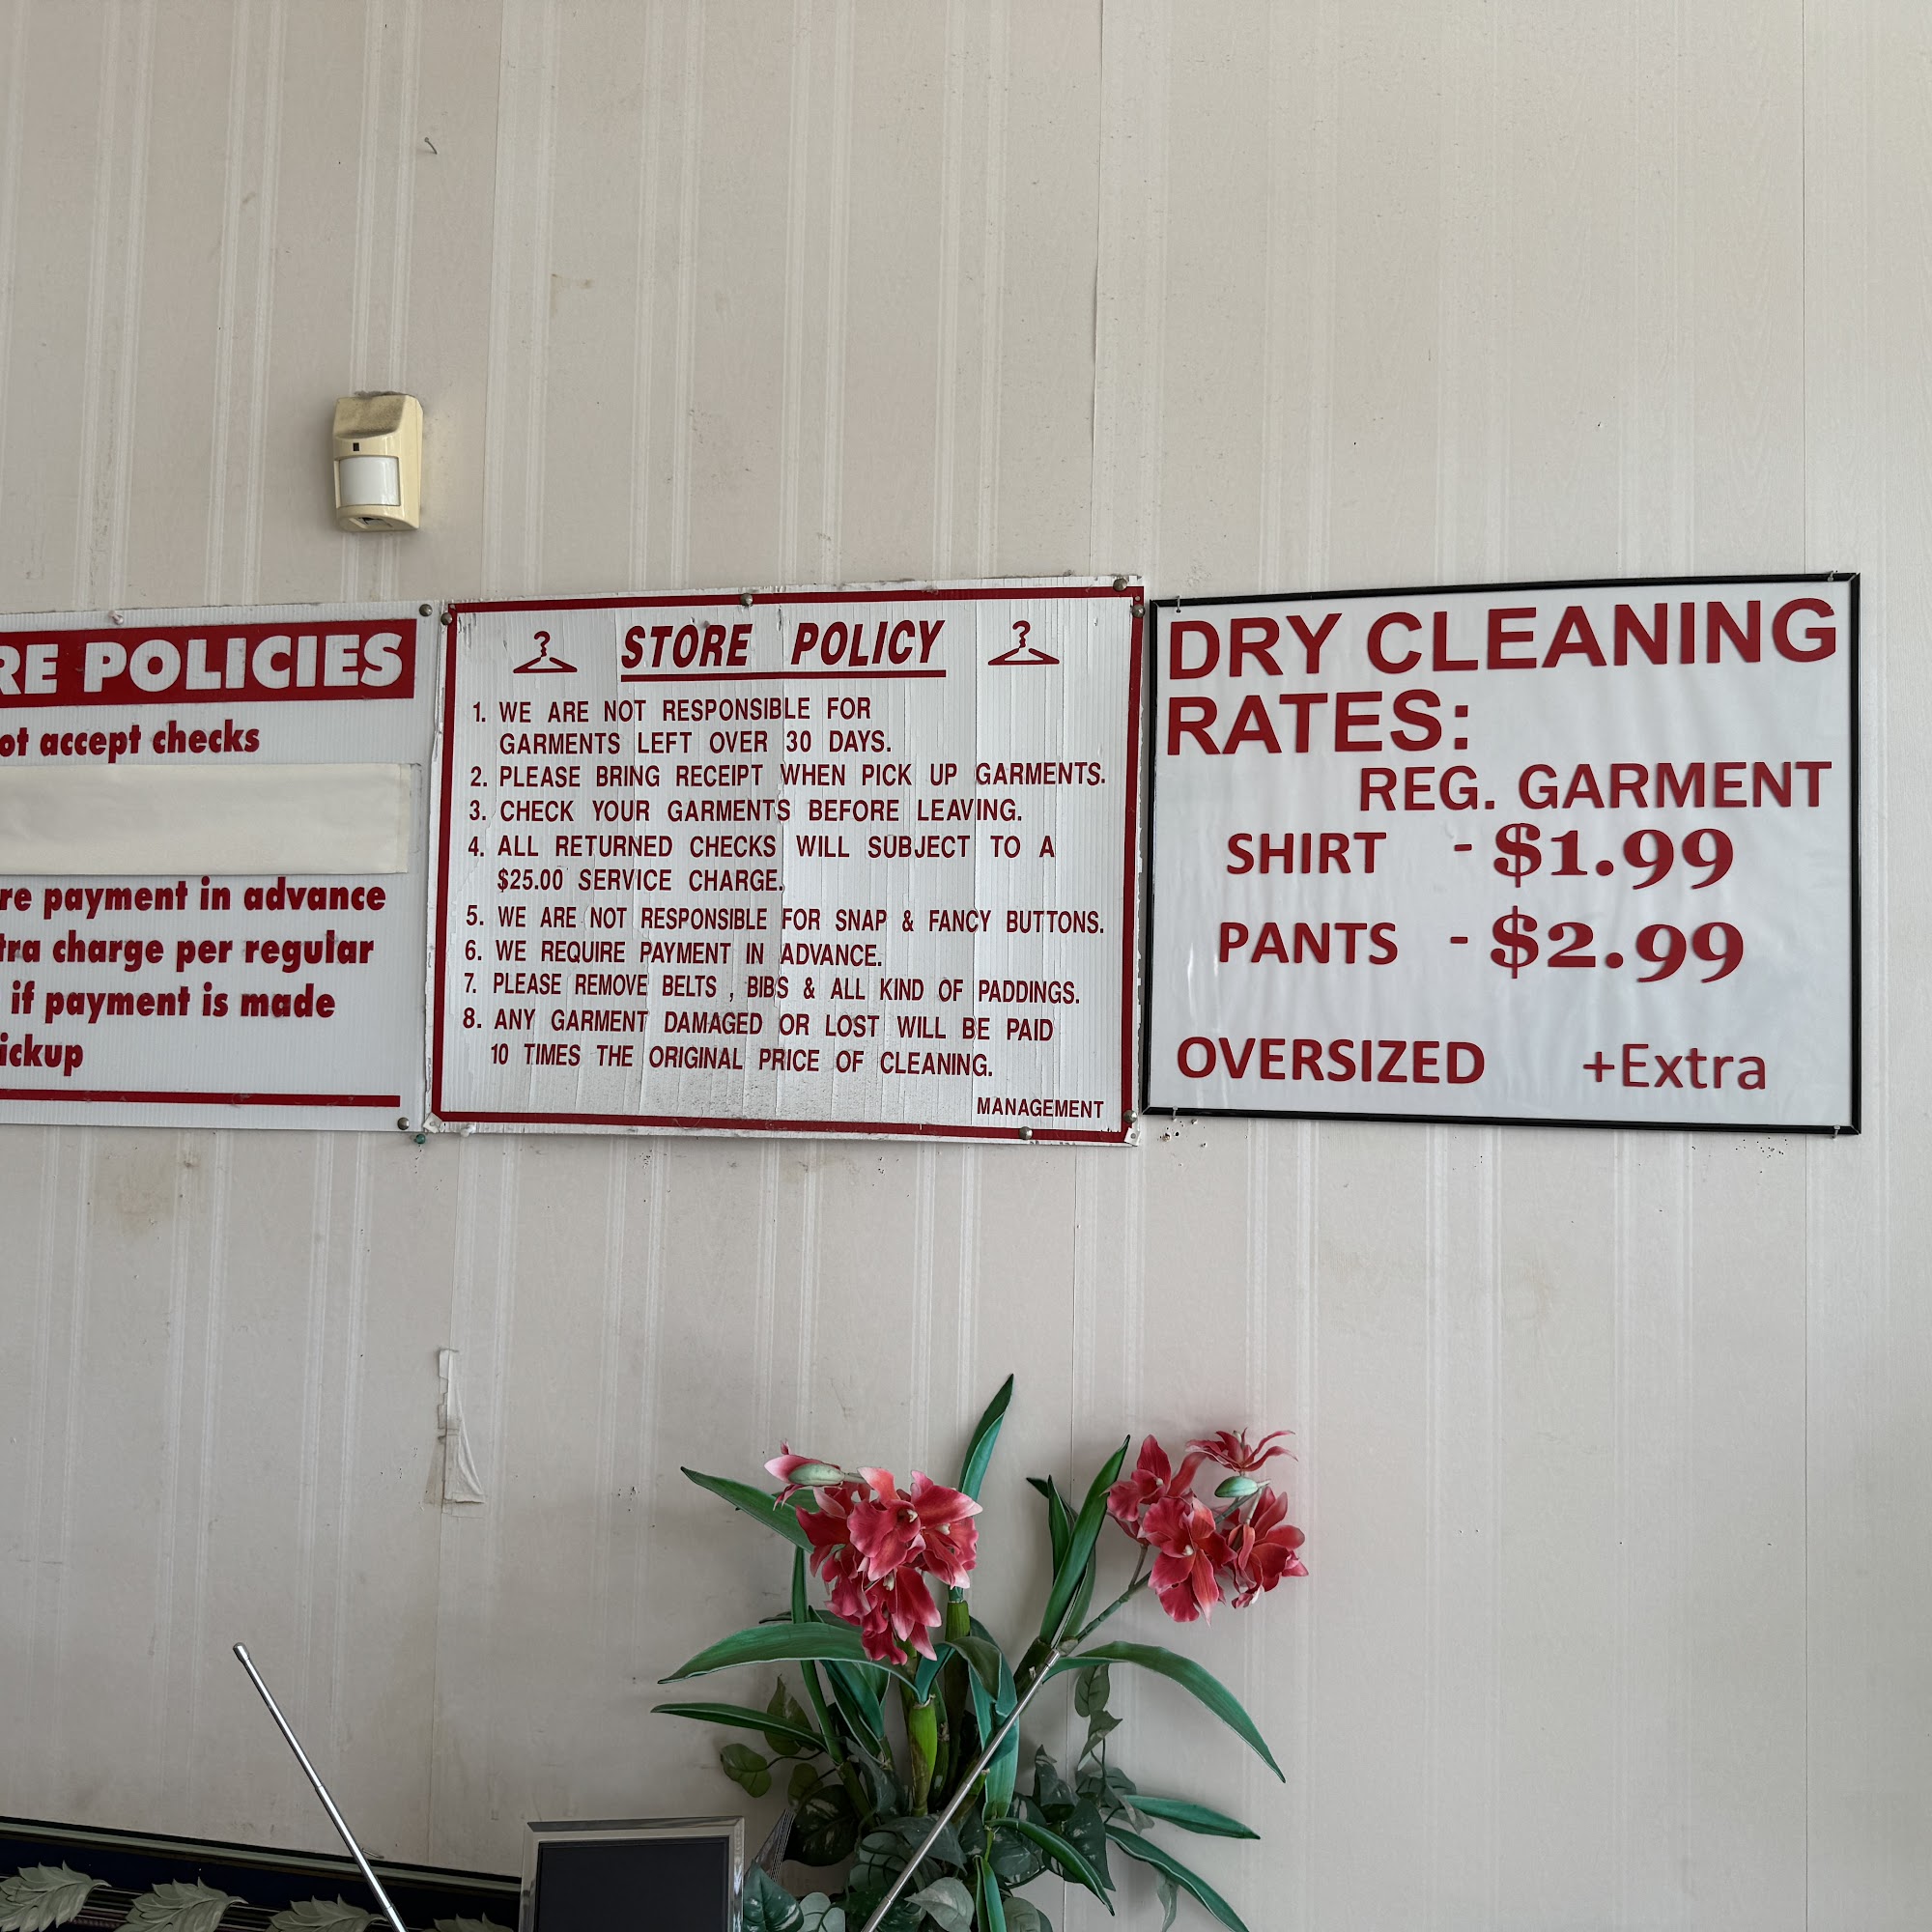 RE POLICIES
ot accept checks
re payment in advance
tra charge per regular
if payment is made
ickup
STORE POLICY
1. WE ARE NOT RESPONSIBLE FOR
GARMENTS LEFT OVER 30 DAYS.
2. PLEASE BRING RECEIPT WHEN PICK UP GARMENTS.
3. CHECK YOUR GARMENTS BEFORE LEAVING.
4. ALL RETURNED CHECKS WILL SUBJECT TO A
$25.00 SERVICE CHARGE.
5. WE ARE NOT RESPONSIBLE FOR SNAP & FANCY BUTTONS.
6. WE REQUIRE PAYMENT IN ADVANCE.
7. PLEASE REMOVE BELTS , BIBS & ALL KIND OF PADDINGS.
8. ANY GARMENT DAMAGED OR LOST WILL BE PAID
10 TIMES THE ORIGINAL PRICE OF CLEANING.
MANAGEMENT
DRY CLEANING
RATES:
REG. GARMENT
SHIRT - $1.99
PANTS - $2.99
OVERSIZED +Extra